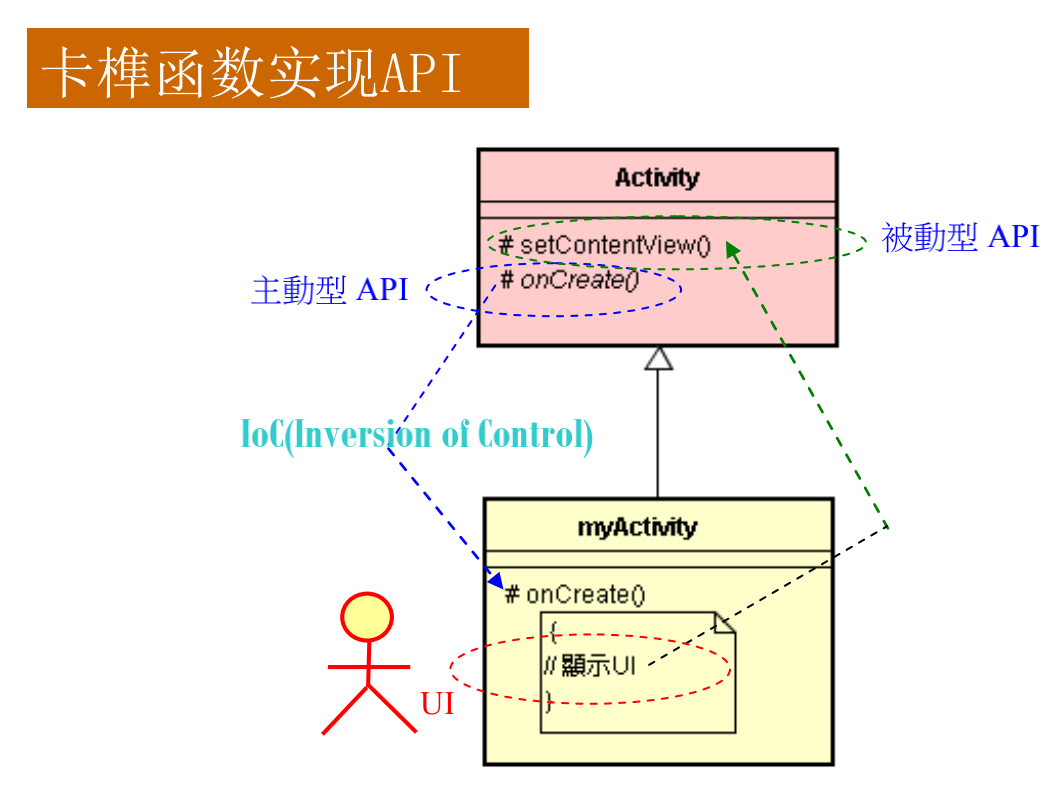 卡榫函数实现API
Activity
# setContentView()
被動型 API
# onCreate()
主動型 API
IoC(Inversion of Control)
myActivity
# onCreate()
{
// 顯示UI
}
UI